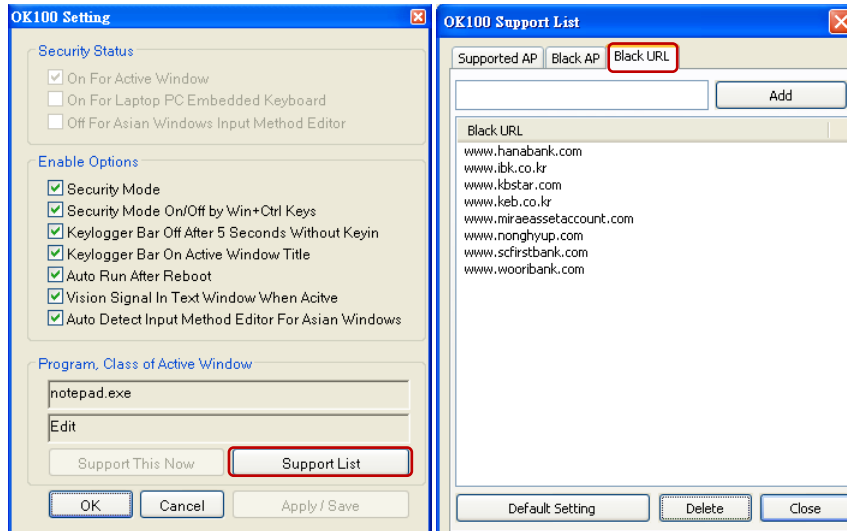 OK100 Setting
Security Status
On For Active Window
On For Laptop PC Embedded Keyboard
Off For Asian Windows Input Method Editor
Enable Options
Security Mode
Security Mode On/Off by Win+Ctrl Keys
Keylogger Bar Off After 5 Seconds Without Keyin
Keylogger Bar On Active Window Title
Auto Run After Reboot
Vision Signal In Text Window When Acitve
Auto Detect Input Method Editor For Asian Windows
Program, Class of Active Window
notepad.exe
Edit
Support This Now
Support List
OK
Cancel
Apply / Save
OK100 Support List
Supported AP
Black AP
Black URL
Add
Black URL
www.hanabank.com
www.ibk.co.kr
www.kbstar.com
www.keb.co.kr
www.miraeassetaccount.com
www.nonghyup.com
www.scfirstbank.com
www.wooribank.com
Default Setting
Delete
Close